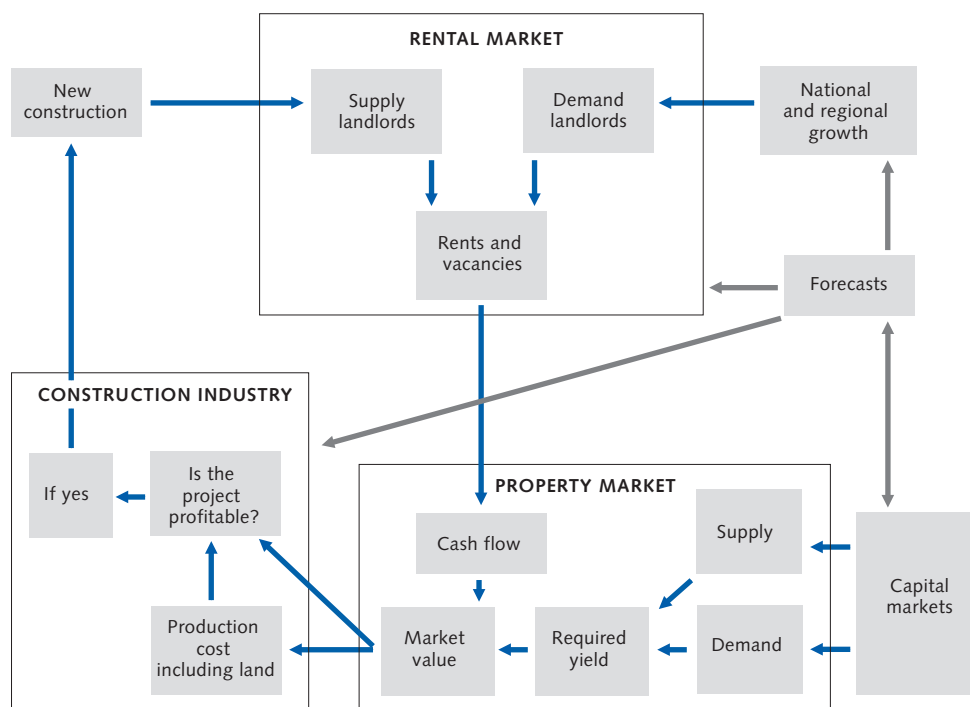 RENTAL MARKET
New
construction
Supply
landlords
Demand
landlords
National
and regional
growth
Rents and
vacancies
Forecasts
CONSTRUCTION INDUSTRY
If yes
Is the
project
profitable?
Production
cost
including land
PROPERTY MARKET
Cash flow
Supply
Market
value
Required
yield
Demand
Capital
markets